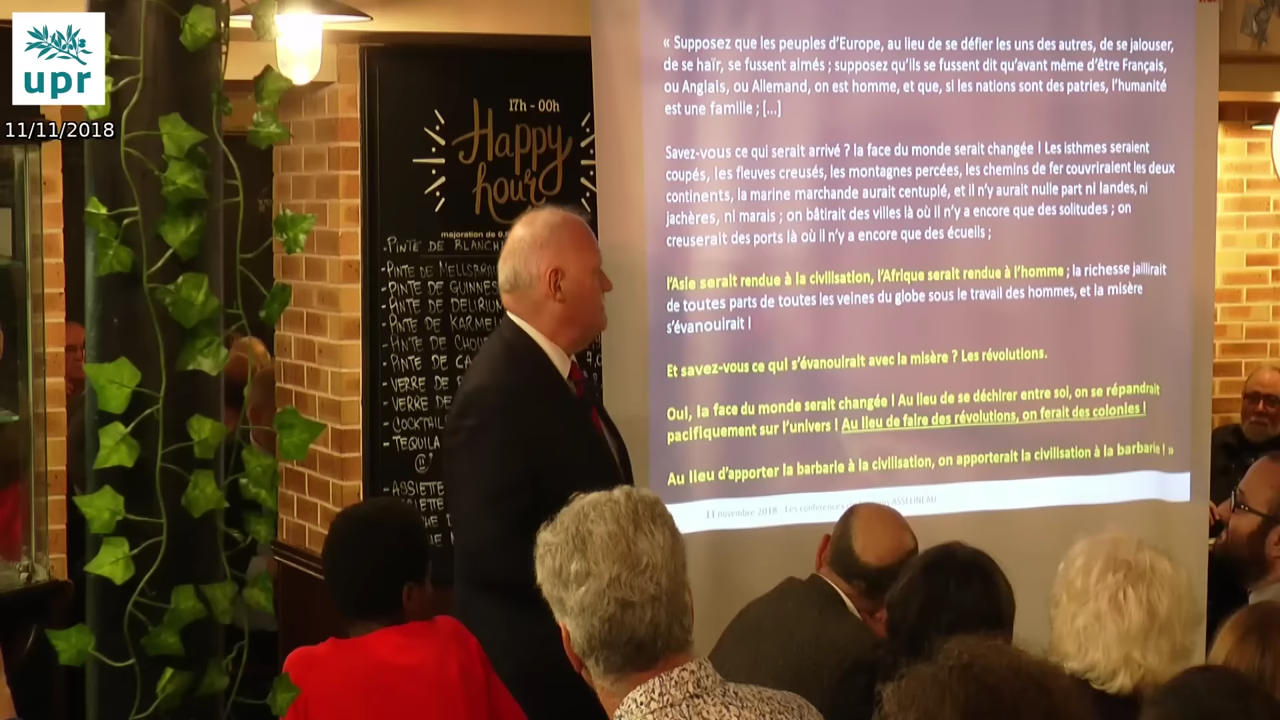 upr
11/11/2018
17h - 00h
Happy
hour
majoration de
-PINTE DE BLANCH
-PINTE DE
-PINTE DE GUINNES
-PINTE DE DELIRIUM
-PINTE DE
-PINTE DE
-PINTE DE
-VERRE DE
-VERRE DE
-COCKTAIL
-TEQUILA
-ASSIETTE
« Supposez que les peuples d'Europe, au lieu de se défier les uns des autres, de se jalouser,
de se haïr, se fussent aimés ; supposez qu'ils se fussent dit qu'avant même d'être Français,
ou Anglais, ou Allemand, on est homme, et que, si les nations sont des patries, l'humanité
est une famille ; [...]
Savez-vous ce qui serait arrivé ? la face du monde serait changée ! Les isthmes seraient
coupés, les fleuves creusés, les montagnes percées, les chemins de fer couvriraient les deux
continents, la marine marchande aurait centuplé, et il n'y aurait nulle part ni landes, ni
jachères, ni marais ; on bâtirait des villes là où il n'y a encore que des solitudes ; on
creuserait des ports là où il n'y a encore que des écueils ;
l'Asie serait rendue à la civilisation, l'Afrique serait rendue à l'homme ; la richesse jaillirait
de toutes parts de toutes les veines du globe sous le travail des hommes, et la misère
s'évanouirait !
Et savez-vous ce qui s'évanouirait avec la misère ? Les révolutions.
Oui, la face du monde serait changée ! Au lieu de se déchirer entre soi, on se répandrait
pacifiquement sur l'univers ! Au lieu de faire des révolutions, on ferait des colonies !
Au lieu d'apporter la barbarie à la civilisation, on apporterait la civilisation à la barbarie ! »
11 novembre 2018 Les conférences ASSELINEAU